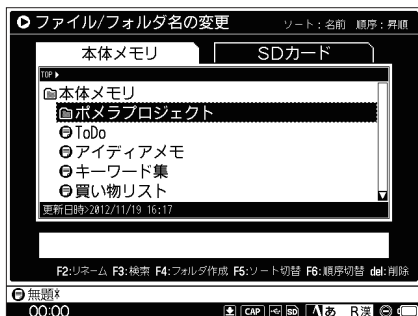 ファイル/フォルダ名の変更 ソート：名前 順序：昇順
本体メモリ SDカード
TOP
本体メモリ
ポメラプロジェクト
ToDo
アイディアメモ
キーワード集
買い物リスト
更新日時>2012/11/19 16:17
F2:リネーム F3:検索 F4:フォルダ作成 F5:ソート切替 F6:順序切替 del:削除
無題
00:00 CAP SD あ R漢